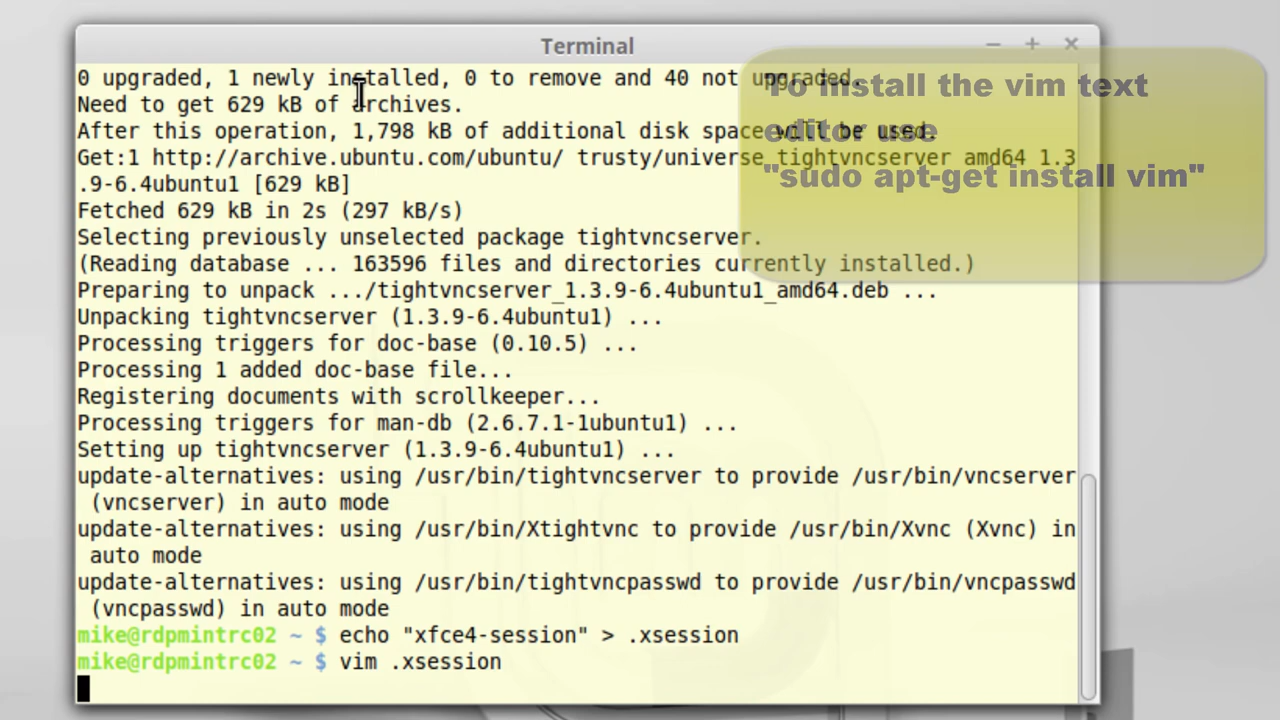 Terminal
0 upgraded, 1 newly installed, 0 to remove and 40 not upgraded.
Need to get 629 kB of archives.
After this operation, 1,798 kB of additional disk space will be used.
Get:1 http://archive.ubuntu.com/ubuntu/ trusty/universe tightvncserver amd64 1.3
.9-6.4ubuntu1 [629 kB]
Fetched 629 kB in 2s (297 kB/s)
Selecting previously unselected package tightvncserver.
(Reading database ... 163596 files and directories currently installed.)
Preparing to unpack .../tightvncserver_1.3.9-6.4ubuntu1_amd64.deb ...
Unpacking tightvncserver (1.3.9-6.4ubuntu1) ...
Processing triggers for doc-base (0.10.5) ...
Processing 1 added doc-base file...
Registering documents with scrollkeeper...
Processing triggers for man-db (2.6.7.1-1ubuntu1) ...
Setting up tightvncserver (1.3.9-6.4ubuntu1) ...
update-alternatives: using /usr/bin/tightvncserver to provide /usr/bin/vncserver
(vncserver) in auto mode
update-alternatives: using /usr/bin/Xtightvnc to provide /usr/bin/Xvnc (Xvnc) in
auto mode
update-alternatives: using /usr/bin/tightvncpasswd to provide /usr/bin/vncpasswd
(vncpasswd) in auto mode
mike@rdpmintrc02 ~ $ echo "xfce4-session" > .xsession
mike@rdpmintrc02 ~ $ vim .xsession
To install the vim text
editor use
"sudo apt-get install vim"